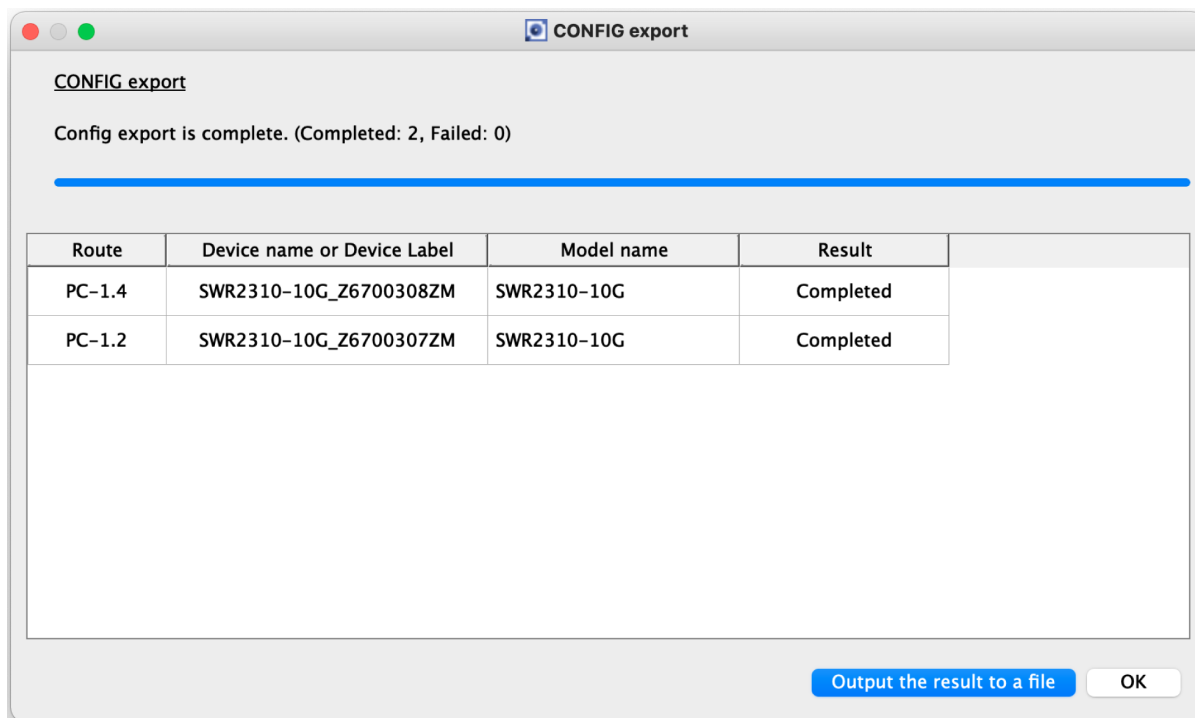 CONFIG export
CONFIG export
Config export is complete. (Completed: 2, Failed: 0)
Route Device name or Device Label Model name Result
PC-1.4 SWR2310-10G_Z6700308ZM SWR2310-10G Completed
PC-1.2 SWR2310-10G_Z6700307ZM SWR2310-10G Completed
Output the result to a file OK